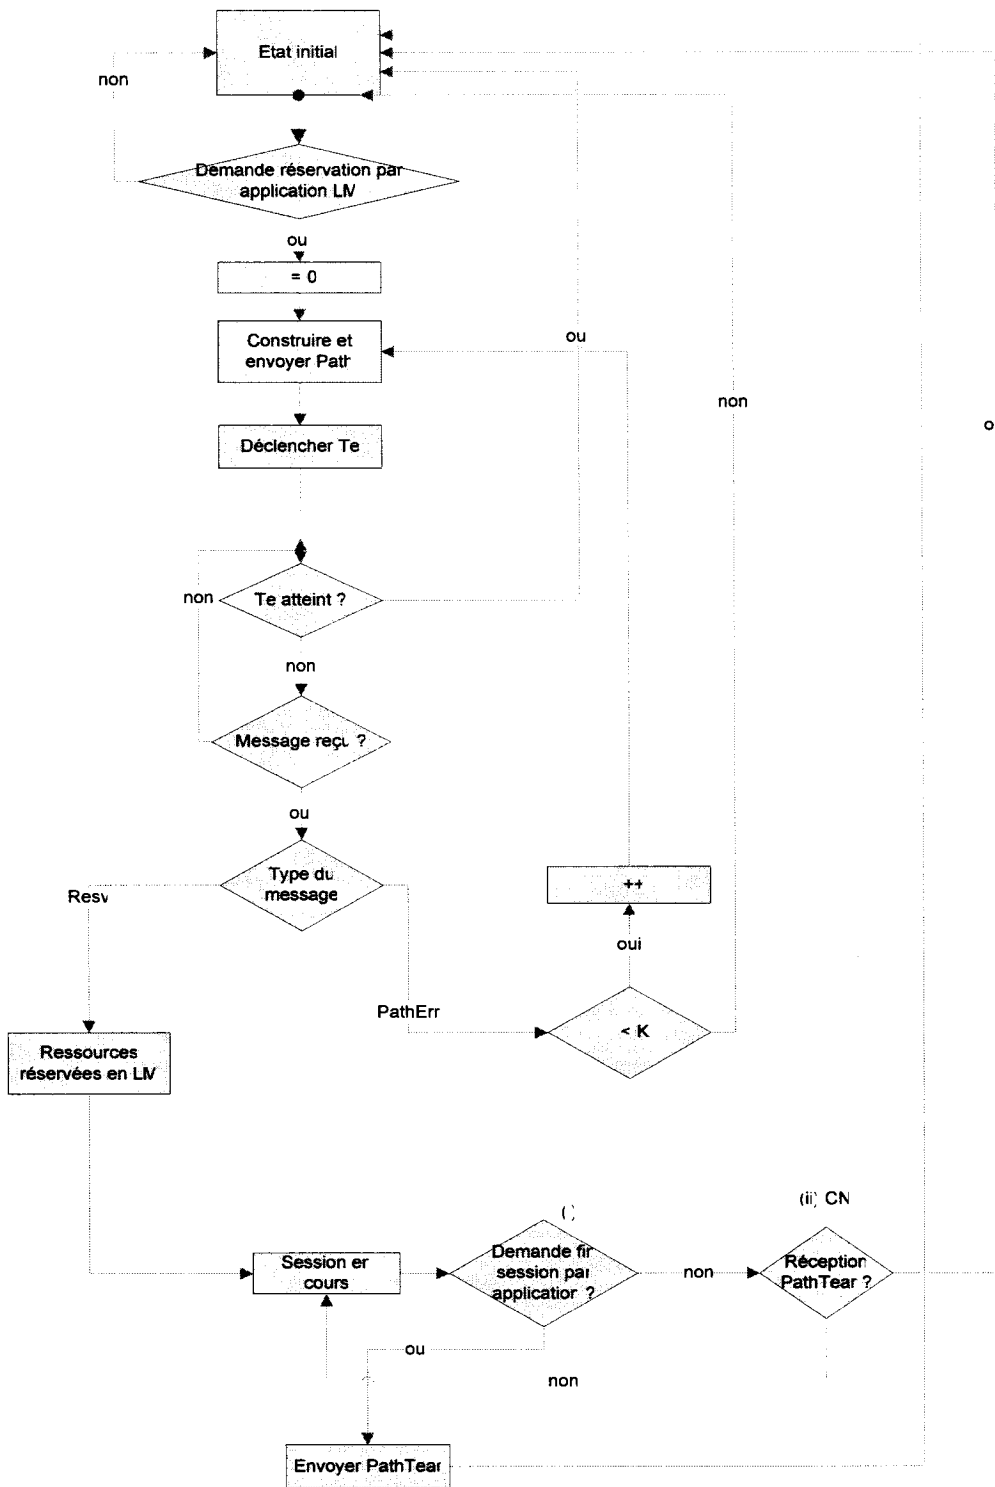 Etat initial
non
Demande réservation par
application LM
ou
= 0
Construire et
envoyer Path
ou
non
o
Déclencher Te
Te atteint ?
non
non
Message reçu ?
ou
Type du
message
Resv
++
oui
PathErr
< K
Ressources
réservées en LM
(ii) CN
( )
Session en
cours
Demande fin
session par
application ?
non
Réception
PathTear ?
ou
non
Envoyer PathTear